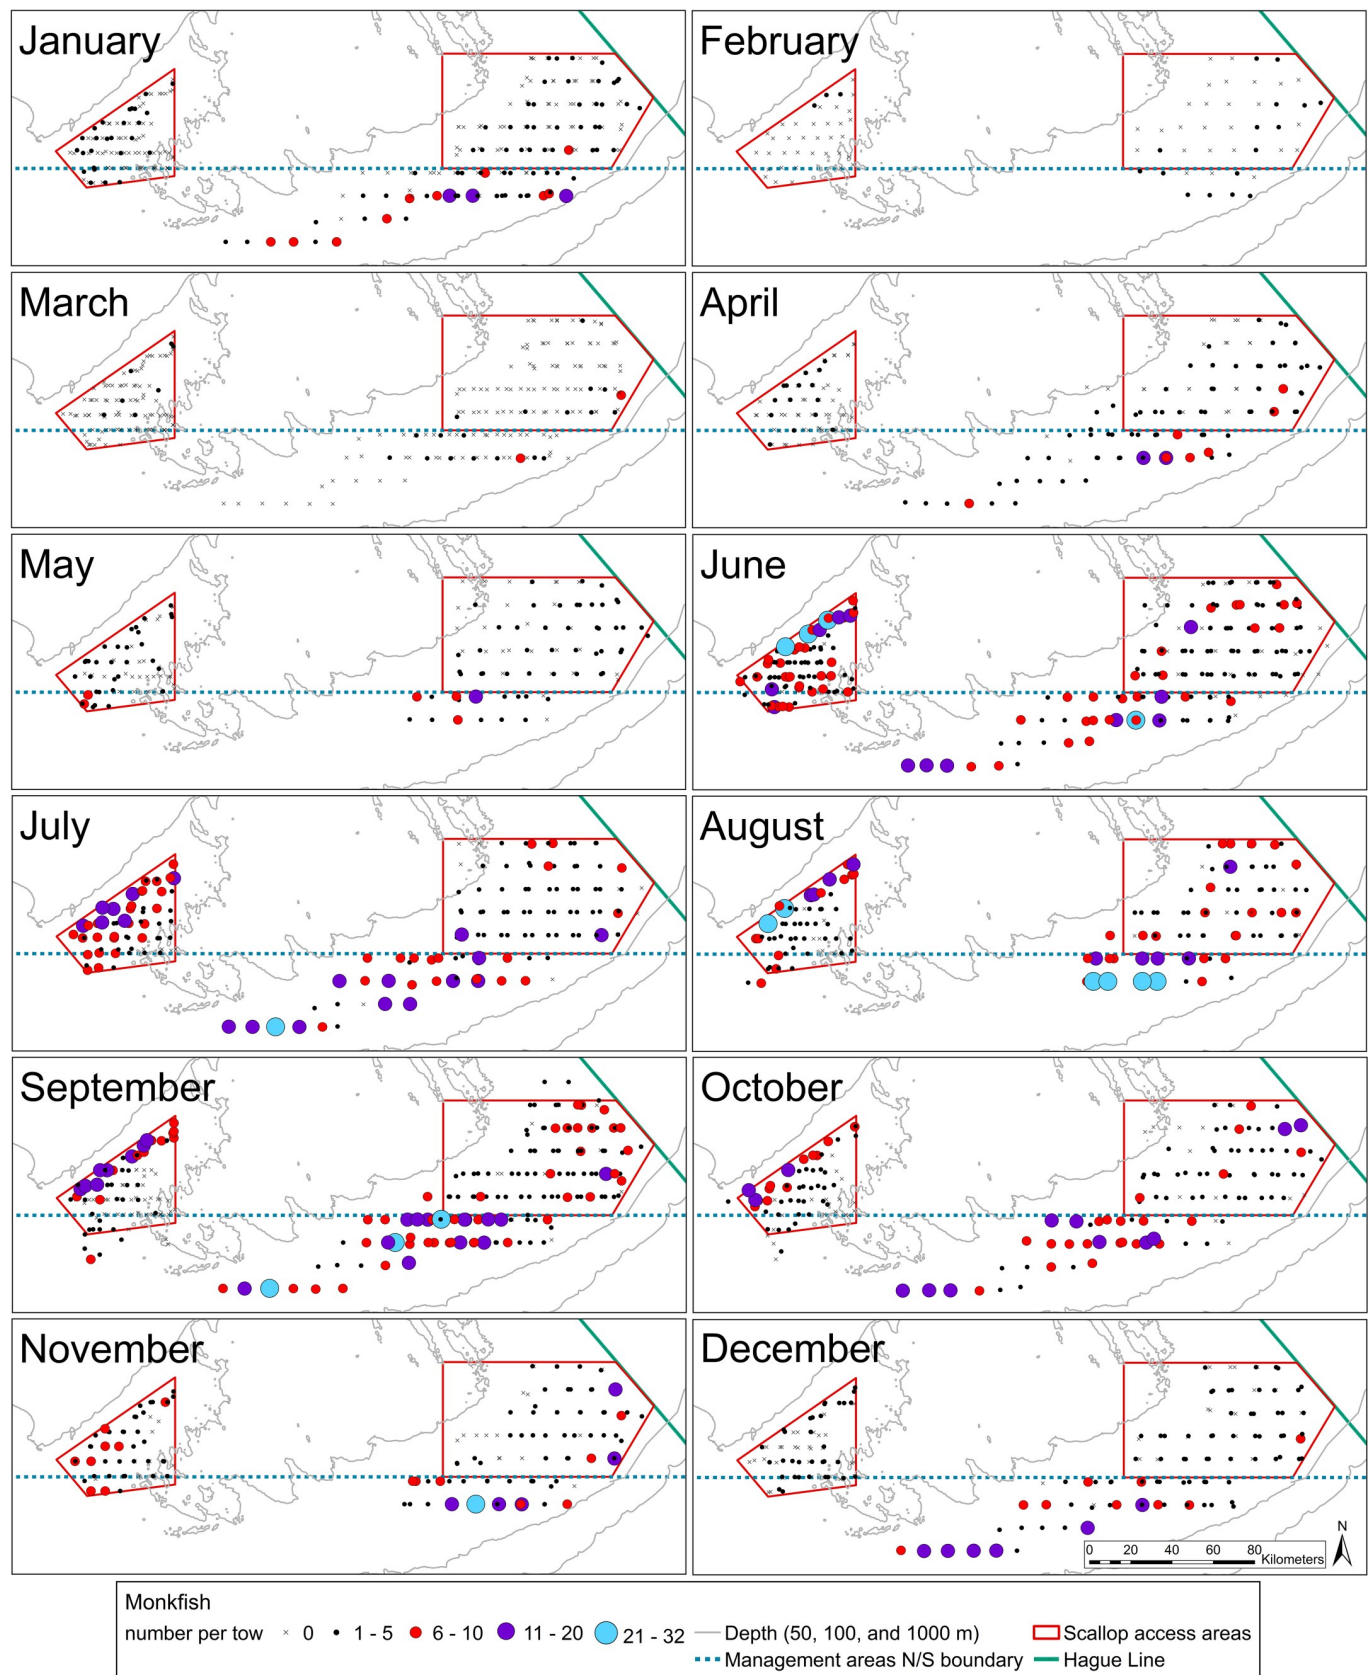 January
February
March
April
May
June
July
August
September
October
November
December
N
0 20 40 60 80
Kilometers
Monkfish
number per tow × 0 1 - 5 6 - 10 11 - 20 21 - 32 Depth (50, 100, and 1000 m) Scallop access areas
Management areas N/S boundary Hague Line